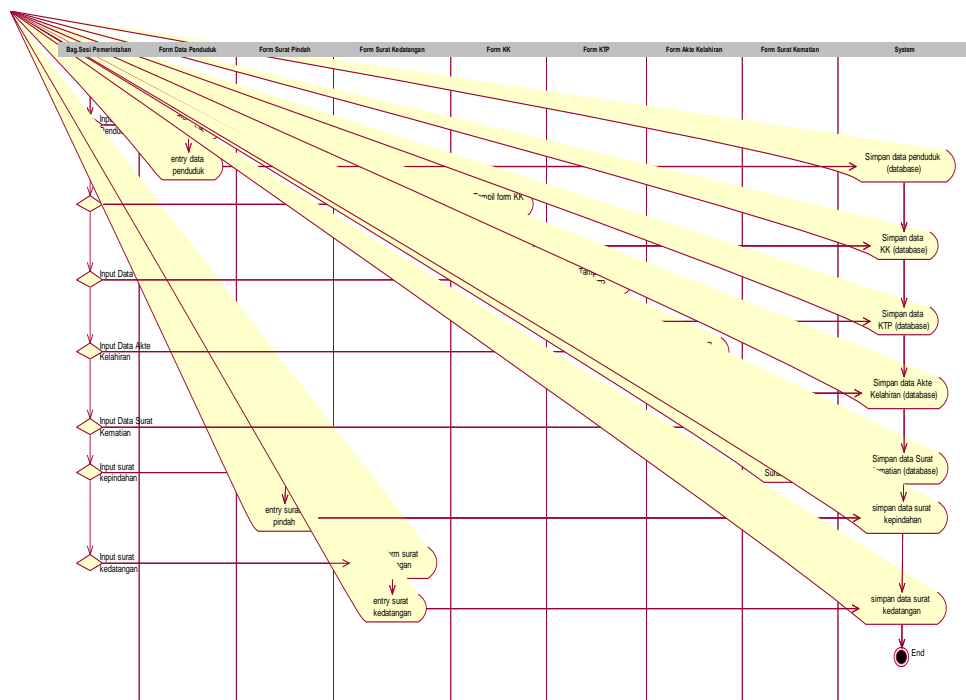 Bag.Sesi Pemerintahan Form Data Penduduk Form Surat Pindah Form Surat Kedatangan Form KK Form KTP Form Akte Kelahiran Form Surat Kematian System
entry data
penduduk
Simpan data penduduk
(database)
form KK
Simpan data
KK (database)
Input Data
Simpan data
KTP (database)
Input Data Akte
Kelahiran
Simpan data Akte
Kelahiran (database)
Input Data Surat
Kematian
Simpan data Surat
(database)
Input surat
kepindahan
entry surat
pindah
simpan data surat
kepindahan
Input surat
kedatangan
surat
entry surat
kedatangan
simpan data surat
kedatangan
End